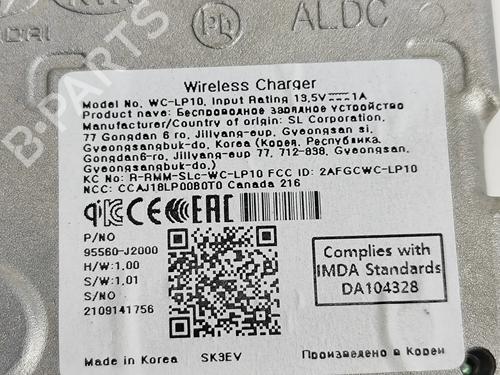 ALDC
Wireless Charger
Model No. WC-LP10, Input Rating 13.5V 1A
Product name: Беспроводное зарядное устройство
Manufacturer/Country of origin: SL Corporation,
77 Gongdan 6 ro, Jillyang-eup, Gyeongsan si,
Gyeongsangbuk-do, Korea (Корея, Республика,
Gongdan6-ro, Jillyang-eup 77, 712-838, Gyeongsan,
Gyeongsangbuk-do,)
KC No: R-RMM-SLc-WC-LP10 FCC ID: 2AFGCWC-LP10
NCC: CCAJ18LP0080T0 Canada 216
CE EAC
P/NO
95560-J2000
H/W:1.00
S/W:1.01
S/NO
2109141756
Complies with
IMDA Standards
DA104328
Made in Korea SK3EV Произведено в Корей
B-PARTS